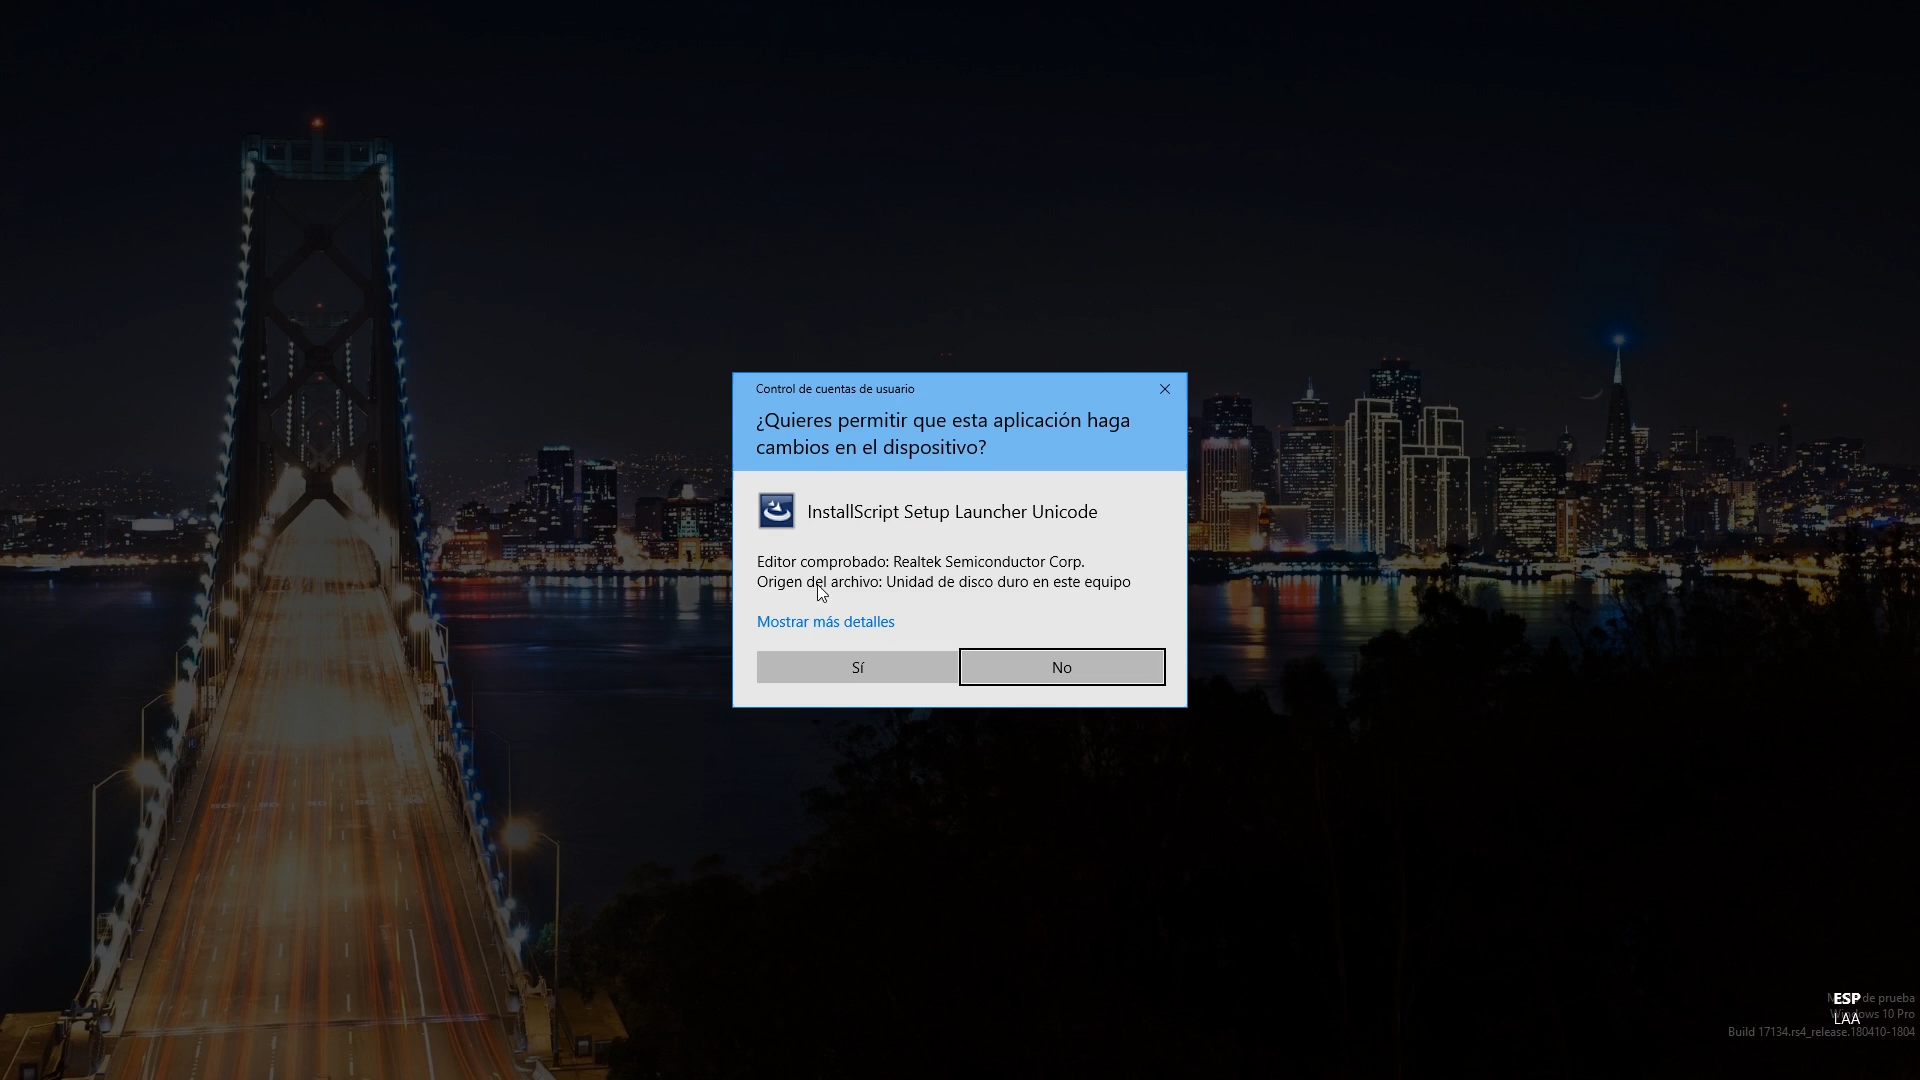 Control de cuentas de usuario
¿Quieres permitir que esta aplicación haga
cambios en el dispositivo?
InstallScript Setup Launcher Unicode
Editor comprobado: Realtek Semiconductor Corp.
Origen del archivo: Unidad de disco duro en este equipo
Mostrar más detalles
Sí
No
ESP
de prueba
LAA
Windows 10 Pro
Build 17134.rs4_release.180410-1804